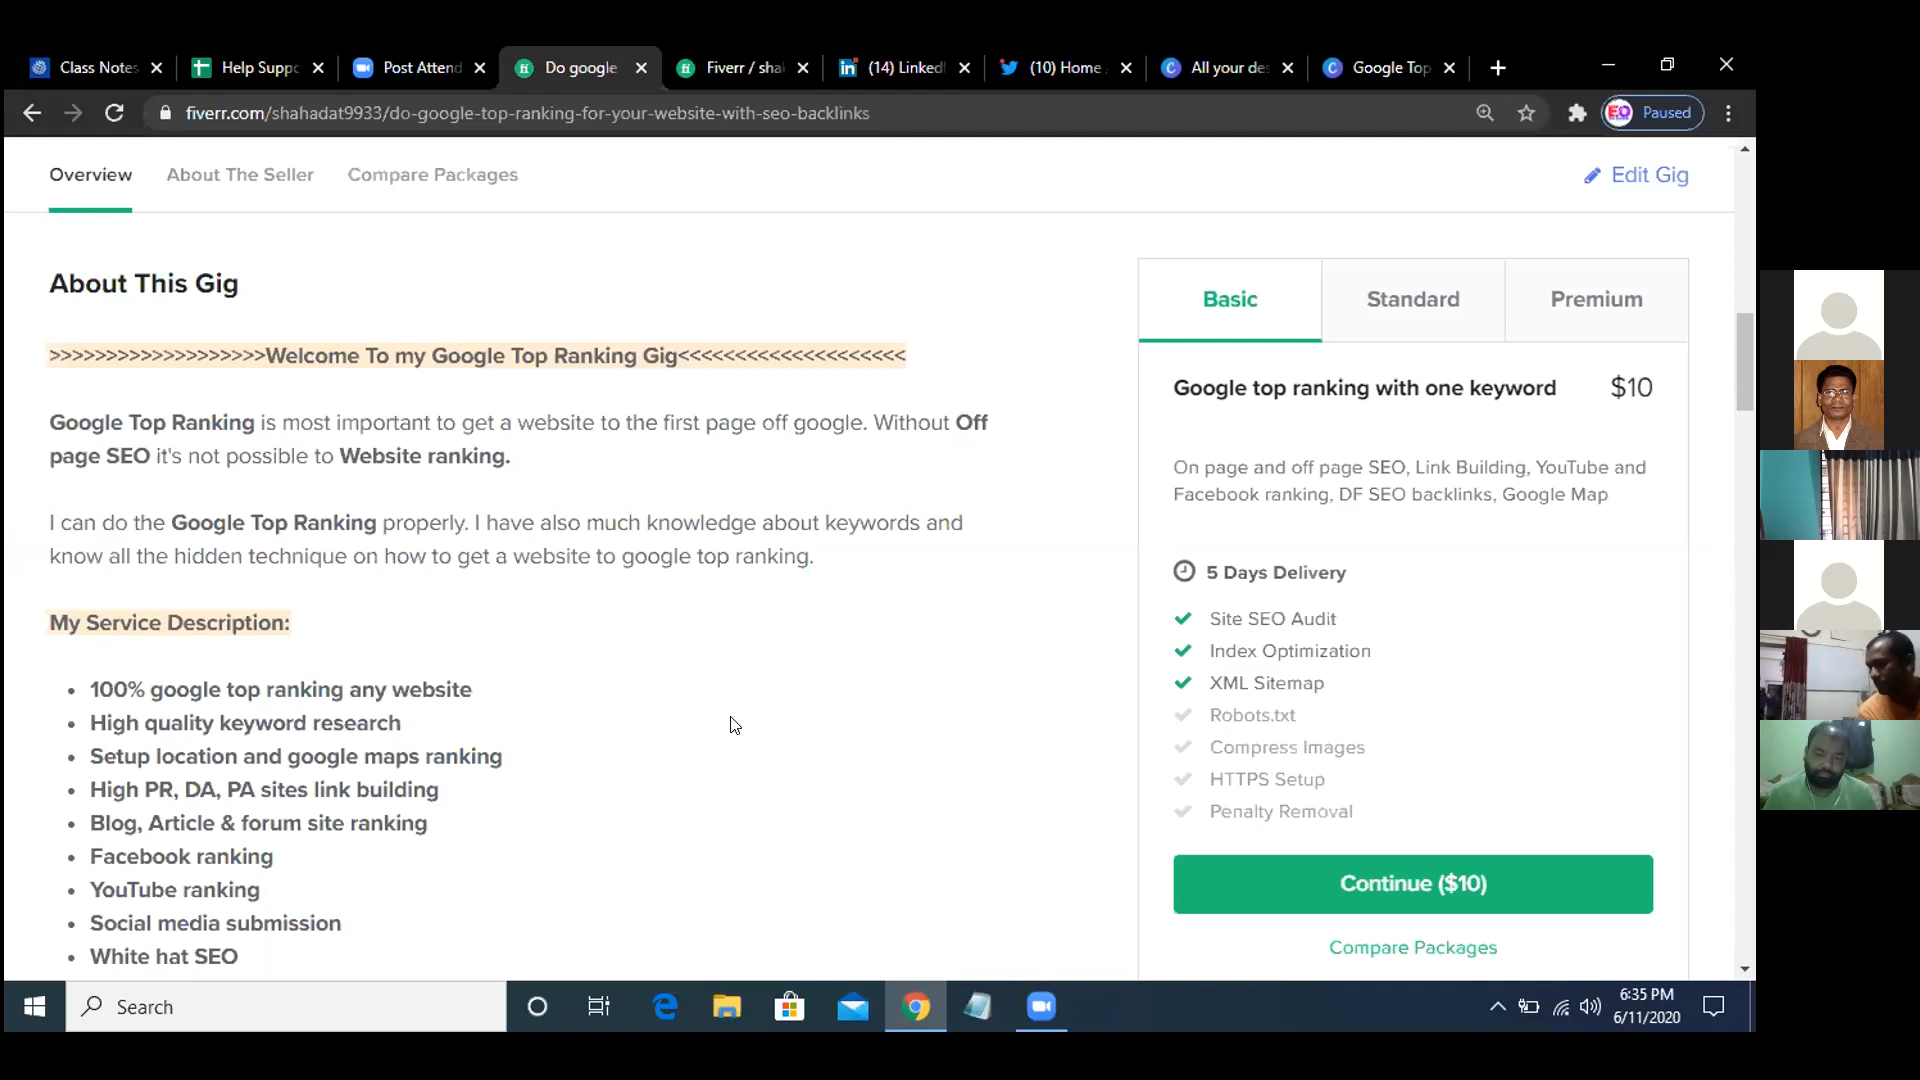 Class Notes
Help Suppo
Post Attend
Do google
Fiverr / sha
(14) Linked
(10) Home
All your des
Google Top
fiverr.com/shahadat9933/do-google-top-ranking-for-your-website-with-seo-backlinks
Paused
Overview
About The Seller
Compare Packages
Edit Gig
About This Gig
>>>>>>>>>>>>>>>>>>>Welcome To my Google Top Ranking Gig<<<<<<<<<<<<<<<<<<<<
Google Top Ranking is most important to get a website to the first page off google. Without Off
page SEO it's not possible to Website ranking.
I can do the Google Top Ranking properly. I have also much knowledge about keywords and
know all the hidden technique on how to get a website to google top ranking.
My Service Description:
• 100% google top ranking any website
• High quality keyword research
• Setup location and google maps ranking
• High PR, DA, PA sites link building
• Blog, Article & forum site ranking
• Facebook ranking
• YouTube ranking
• Social media submission
• White hat SEO
Basic
Standard
Premium
Google top ranking with one keyword $10
On page and off page SEO, Link Building, YouTube and
Facebook ranking, DF SEO backlinks, Google Map
5 Days Delivery
Site SEO Audit
Index Optimization
XML Sitemap
Robots.txt
Compress Images
HTTPS Setup
Penalty Removal
Continue ($10)
Compare Packages
Search
6:35 PM
6/11/2020